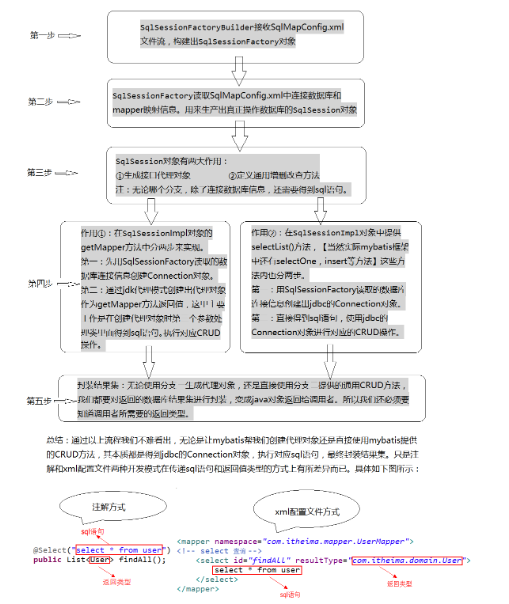 第一步
SqlSessionFactoryBuilder接收SqlMapConfig.xml
文件流，构建出SqlSessionFactory对象
第二步
SqlSessionFactory读取SqlMapConfig.xml中连接数据库和
mapper映射信息。用来生产出真正操作数据库的SqlSession对象
第三步
SqlSession对象有两大作用：
①生成接口代理对象 ②定义通用增删改查方法
注：无论哪个分支，除了连接数据库信息，还需要得到sql语句。
第四步
作用①：在SqlSessionImpl对象的
getMapper方法中分两步来实现。
第一：先用SqlSessionFactory读取的数
据库连接信息创建Connection对象。
第二：通过jdk代理模式创建出代理对象
作为getMapper方法返回值，这里主要
工作是在创建代理对象时第三个参数处
理类里面得到sql语句。执行对应CRUD
操作。
作用②：在SqlSessionImpl对象中提供
selectList()方法，【当然实际mybatis框架
中还有selectOne，insert等方法】这些方
法内也分两步。
第一：用SqlSessionFactory读取的数据库
连接信息创建出jdbc的Connection对象。
第二：直接得到sql语句，使用jdbc的
Connection对象进行对应的CRUD操作。
第五步
封装结果集：无论使用分支一生成代理对象，还是直接使用分支二提供的通用CRUD方法，
我们都要对返回的数据库结果集进行封装，变成java对象返回给调用者。所以我们还必须要
知道调用者所需要的返回类型。
总结：通过以上流程我们不难看出，无论是让mybatis帮我们创建代理对象还是直接使用mybatis提供
的CRUD方法，其本质都是得到jdbc的Connection对象，执行对应sql语句，最终封装结果集。只是注
解和xml配置文件两种开发模式在传递sql语句和返回值类型的方式上有所差异而已。具体如下图所示：
注解方式
sql语句
@Select("select * from user")
public List<User> findAll();
返回类型
xml配置文件方式
<mapper namespace="com.itheima.mapper.UserMapper">
<!-- select 查询 -->
<select id="findAll" resultType="com.itheima.domain.User">
select * from user
</select>
</mapper>
sql语句
返回类型